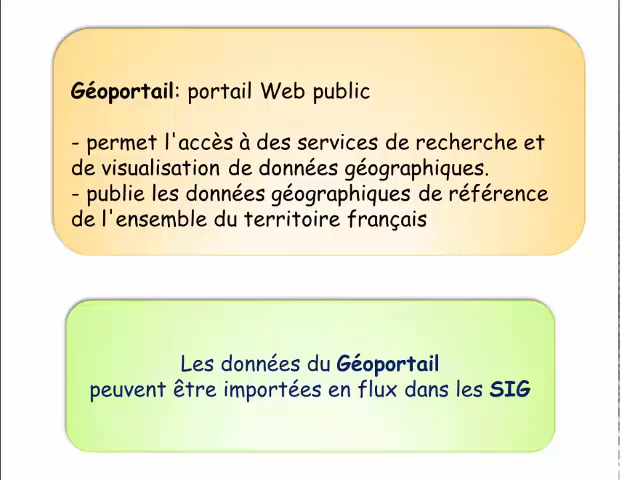 Géoportail: portail Web public
- permet l'accès à des services de recherche et
de visualisation de données géographiques.
- publie les données géographiques de référence
de l'ensemble du territoire français
Les données du Géoportail
peuvent être importées en flux dans les SIG